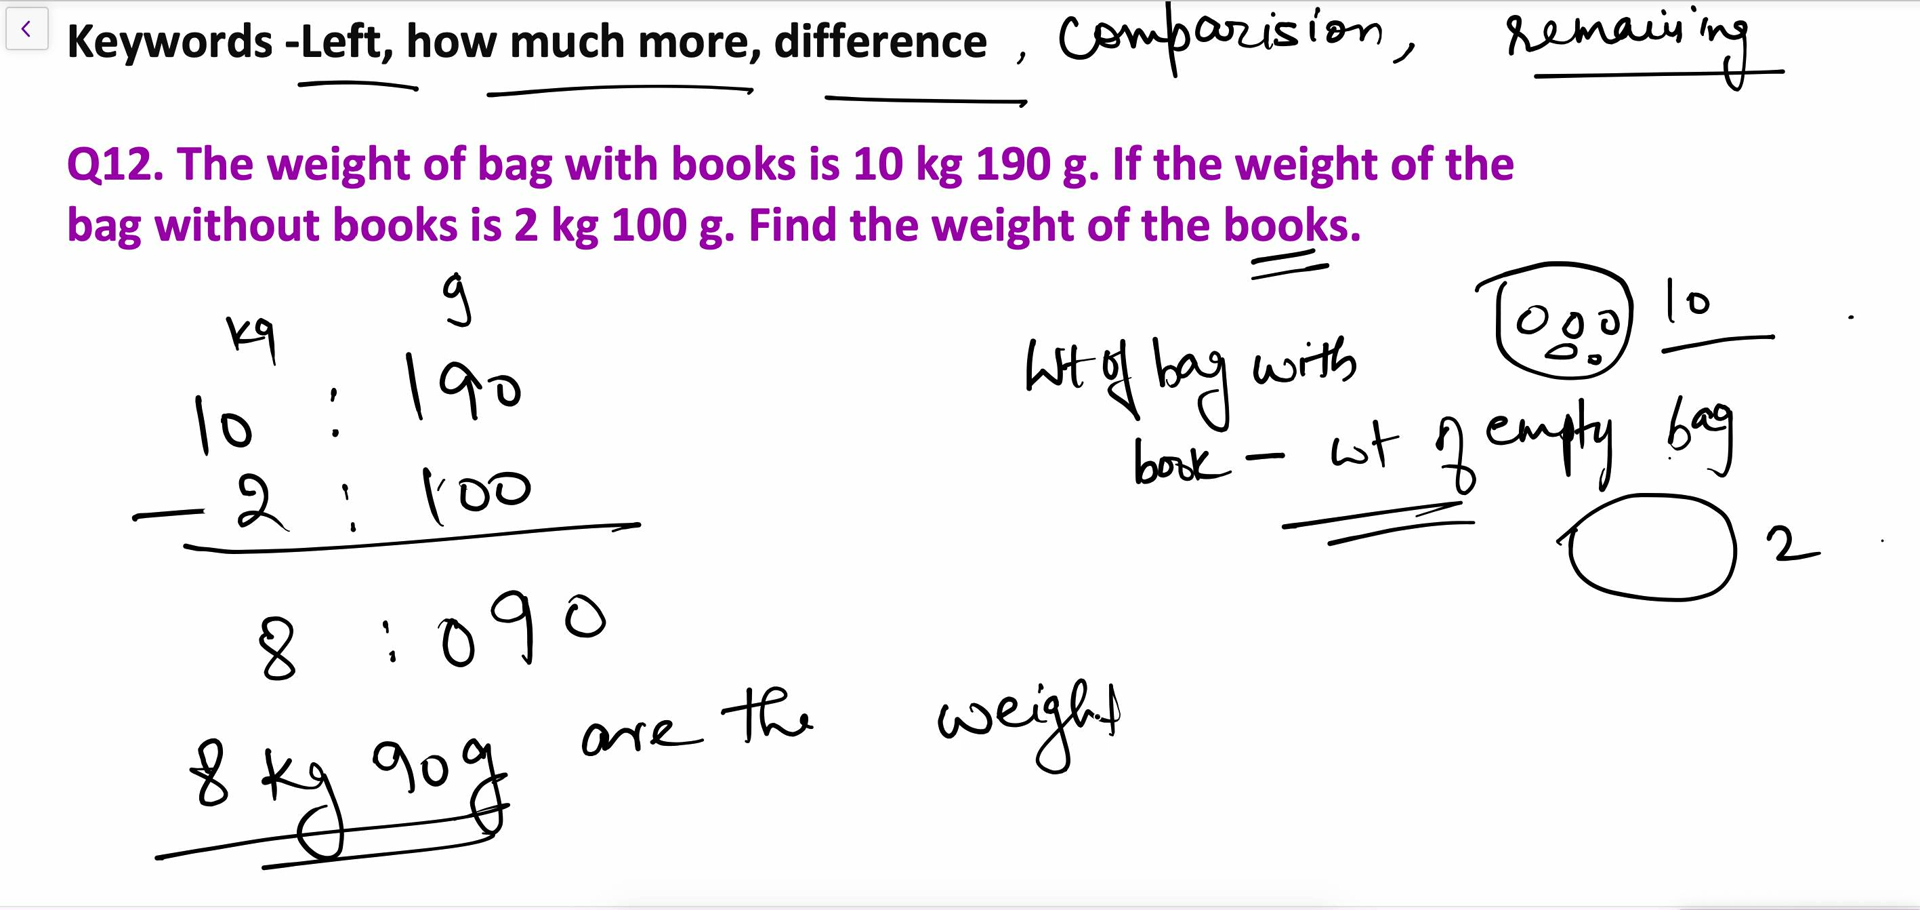 Keywords -Left, how much more, difference , comparision, remaining
Q12. The weight of bag with books is 10 kg 190 g. If the weight of the
bag without books is 2 kg 100 g. Find the weight of the books.
kg g
10 : 190
- 2 : 100
8 : 090
8 kg 90g are the weight
10
Wt of bag with
book - wt of empty bag
2